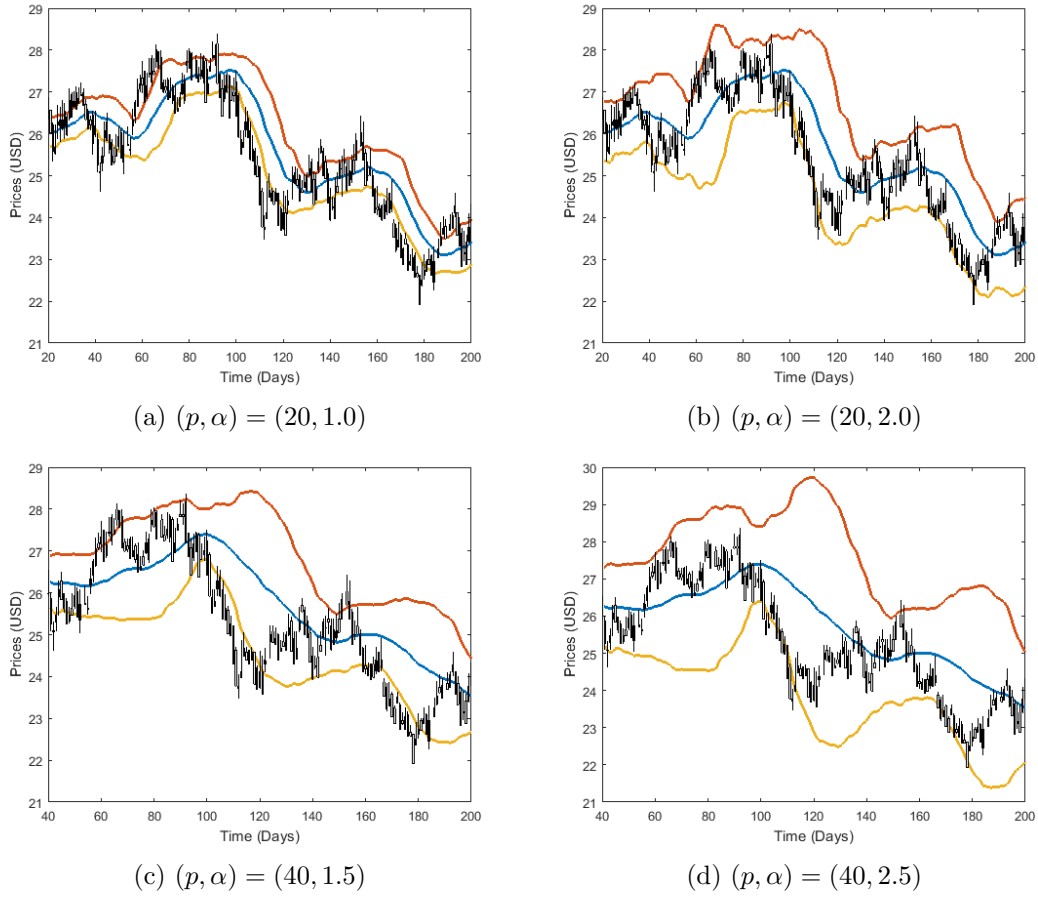 29
28
27
26
25
24
23
22
21
Prices (USD)
20 40 60 80 100 120 140 160 180 200
Time (Days)
(a) (p, α) = (20, 1.0)
29
28
27
26
25
24
23
22
21
Prices (USD)
20 40 60 80 100 120 140 160 180 200
Time (Days)
(b) (p, α) = (20, 2.0)
29
28
27
26
25
24
23
22
21
Prices (USD)
40 60 80 100 120 140 160 180 200
Time (Days)
(c) (p, α) = (40, 1.5)
30
29
28
27
26
25
24
23
22
21
Prices (USD)
40 60 80 100 120 140 160 180 200
Time (Days)
(d) (p, α) = (40, 2.5)